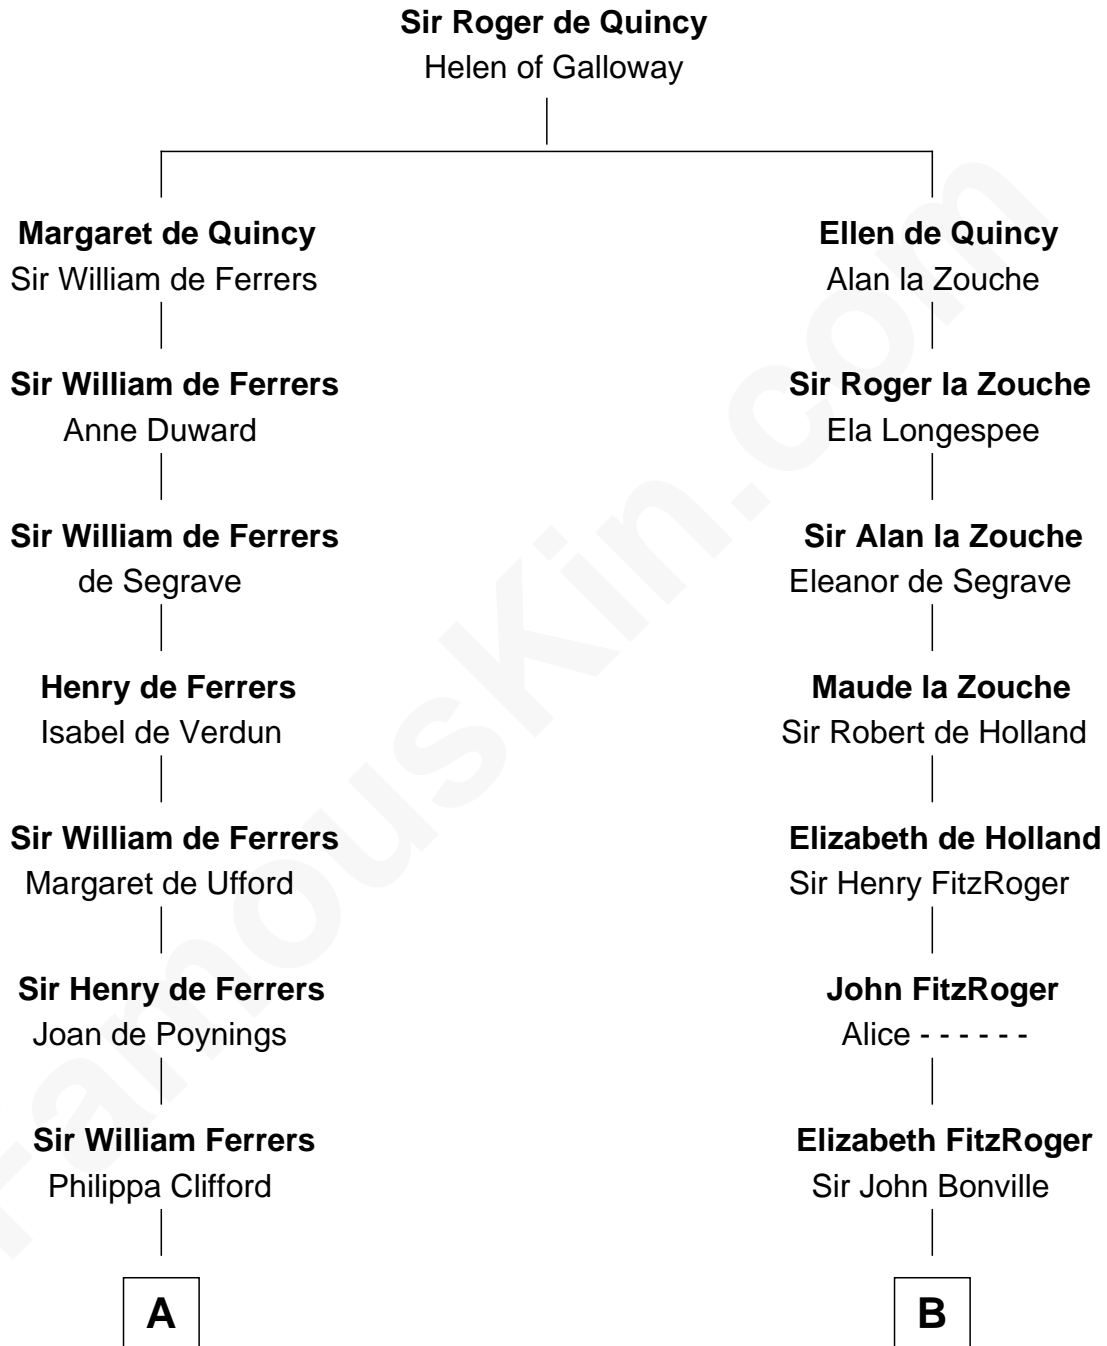 Sir Roger de Quincy
Helen of Galloway
Margaret de Quincy
Sir William de Ferrers
Ellen de Quincy
Alan la Zouche
Sir William de Ferrers
Anne Duward
Sir Roger la Zouche
Ela Longespee
Sir William de Ferrers
de Segrave
Sir Alan la Zouche
Eleanor de Segrave
Henry de Ferrers
Isabel de Verdun
Maude la Zouche
Sir Robert de Holland
Sir William de Ferrers
Margaret de Ufford
Elizabeth de Holland
Sir Henry FitzRoger
Sir Henry de Ferrers
Joan de Poynings
John FitzRoger
Alice - - - - - -
Sir William Ferrers
Philippa Clifford
Elizabeth FitzRoger
Sir John Bonville
A
B
FamousKin.com